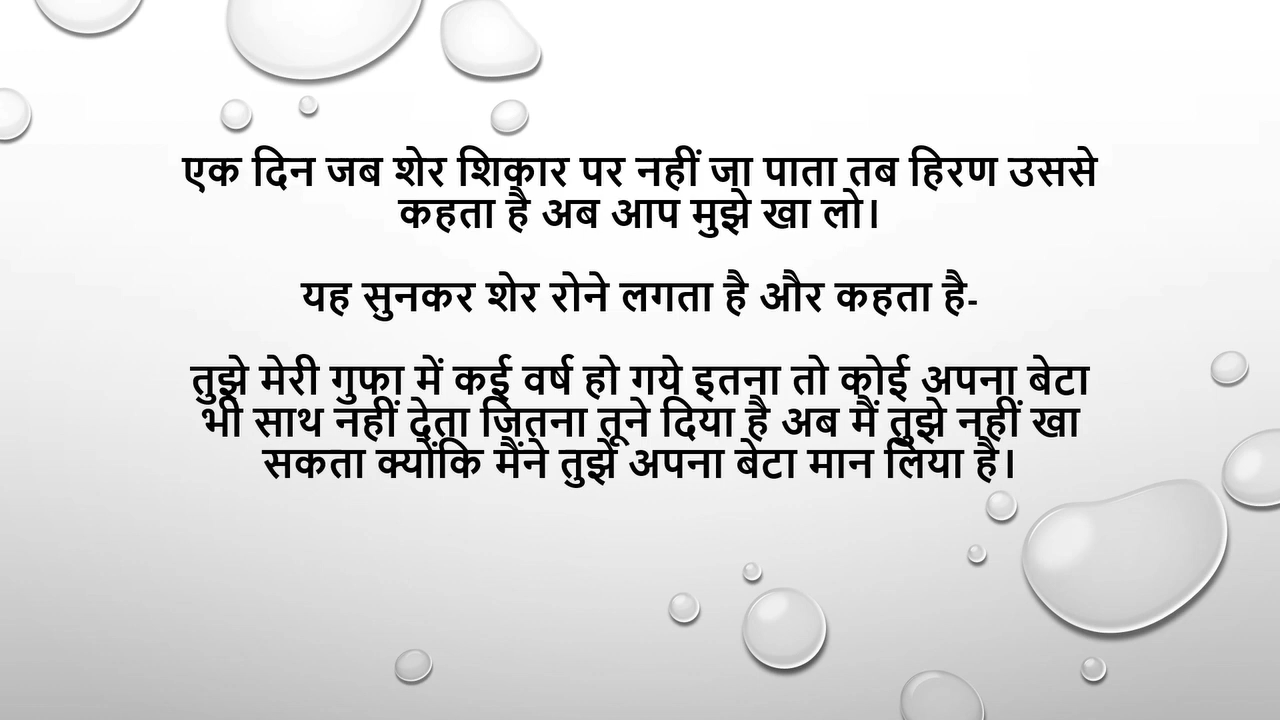 एक दिन जब शेर शिकार पर नहीं जा पाता तब हिरण उससे
कहता है अब आप मुझे खा लो।
यह सुनकर शेर रोने लगता है और कहता है-
तुझे मेरी गुफा में कई वर्ष हो गये इतना तो कोई अपना बेटा
भी साथ नहीं देता जितना तूने दिया है अब मैं तुझे नहीं खा
सकता क्योंकि मैंने तुझे अपना बेटा मान लिया है।